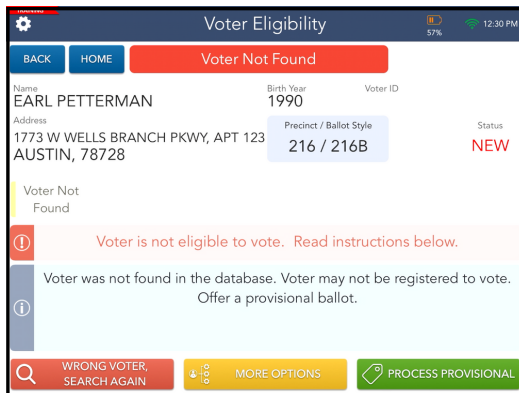 TRAINING
Voter Eligibility
57%
12:30 PM
BACK
HOME
Voter Not Found
Name
EARL PETTERMAN
Birth Year
1990
Voter ID
Address
1773 W WELLS BRANCH PKWY, APT 123
AUSTIN, 78728
Precinct / Ballot Style
216 / 216B
Status
NEW
Voter Not
Found
Voter is not eligible to vote. Read instructions below.
Voter was not found in the database. Voter may not be registered to vote.
Offer a provisional ballot.
WRONG VOTER,
SEARCH AGAIN
MORE OPTIONS
PROCESS PROVISIONAL